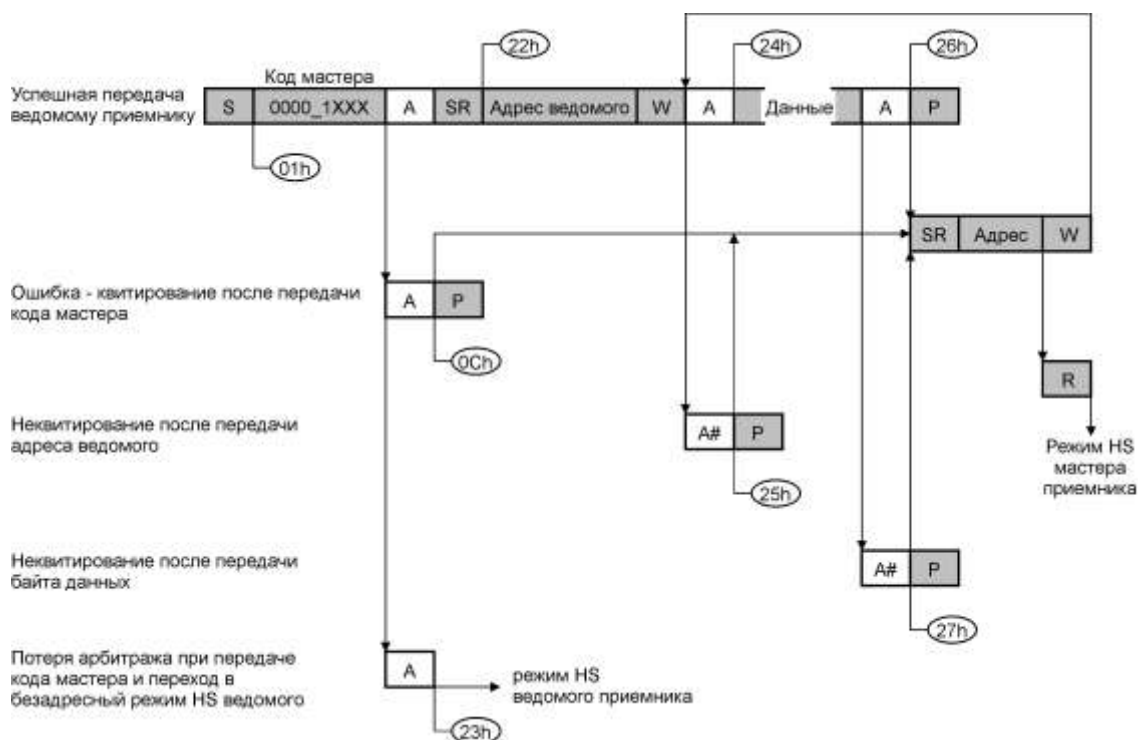 22h 24h 26h
Код мастера
Успешная передача
ведомому приемнику
S 0000_1XXX A SR Адрес ведомого W A Данные A P
01h
SR Адрес W
Ошибка - квитирование после передачи
кода мастера
A P
0Ch
R
Неквитирование после передачи
адреса ведомого
A# P
Режим HS
мастера
приемника
25h
Неквитирование после передачи
байта данных
A# P
27h
Потеря арбитража при передаче
кода мастера и переход в
безадресный режим HS ведомого
A
режим HS
ведомого приемника
23h